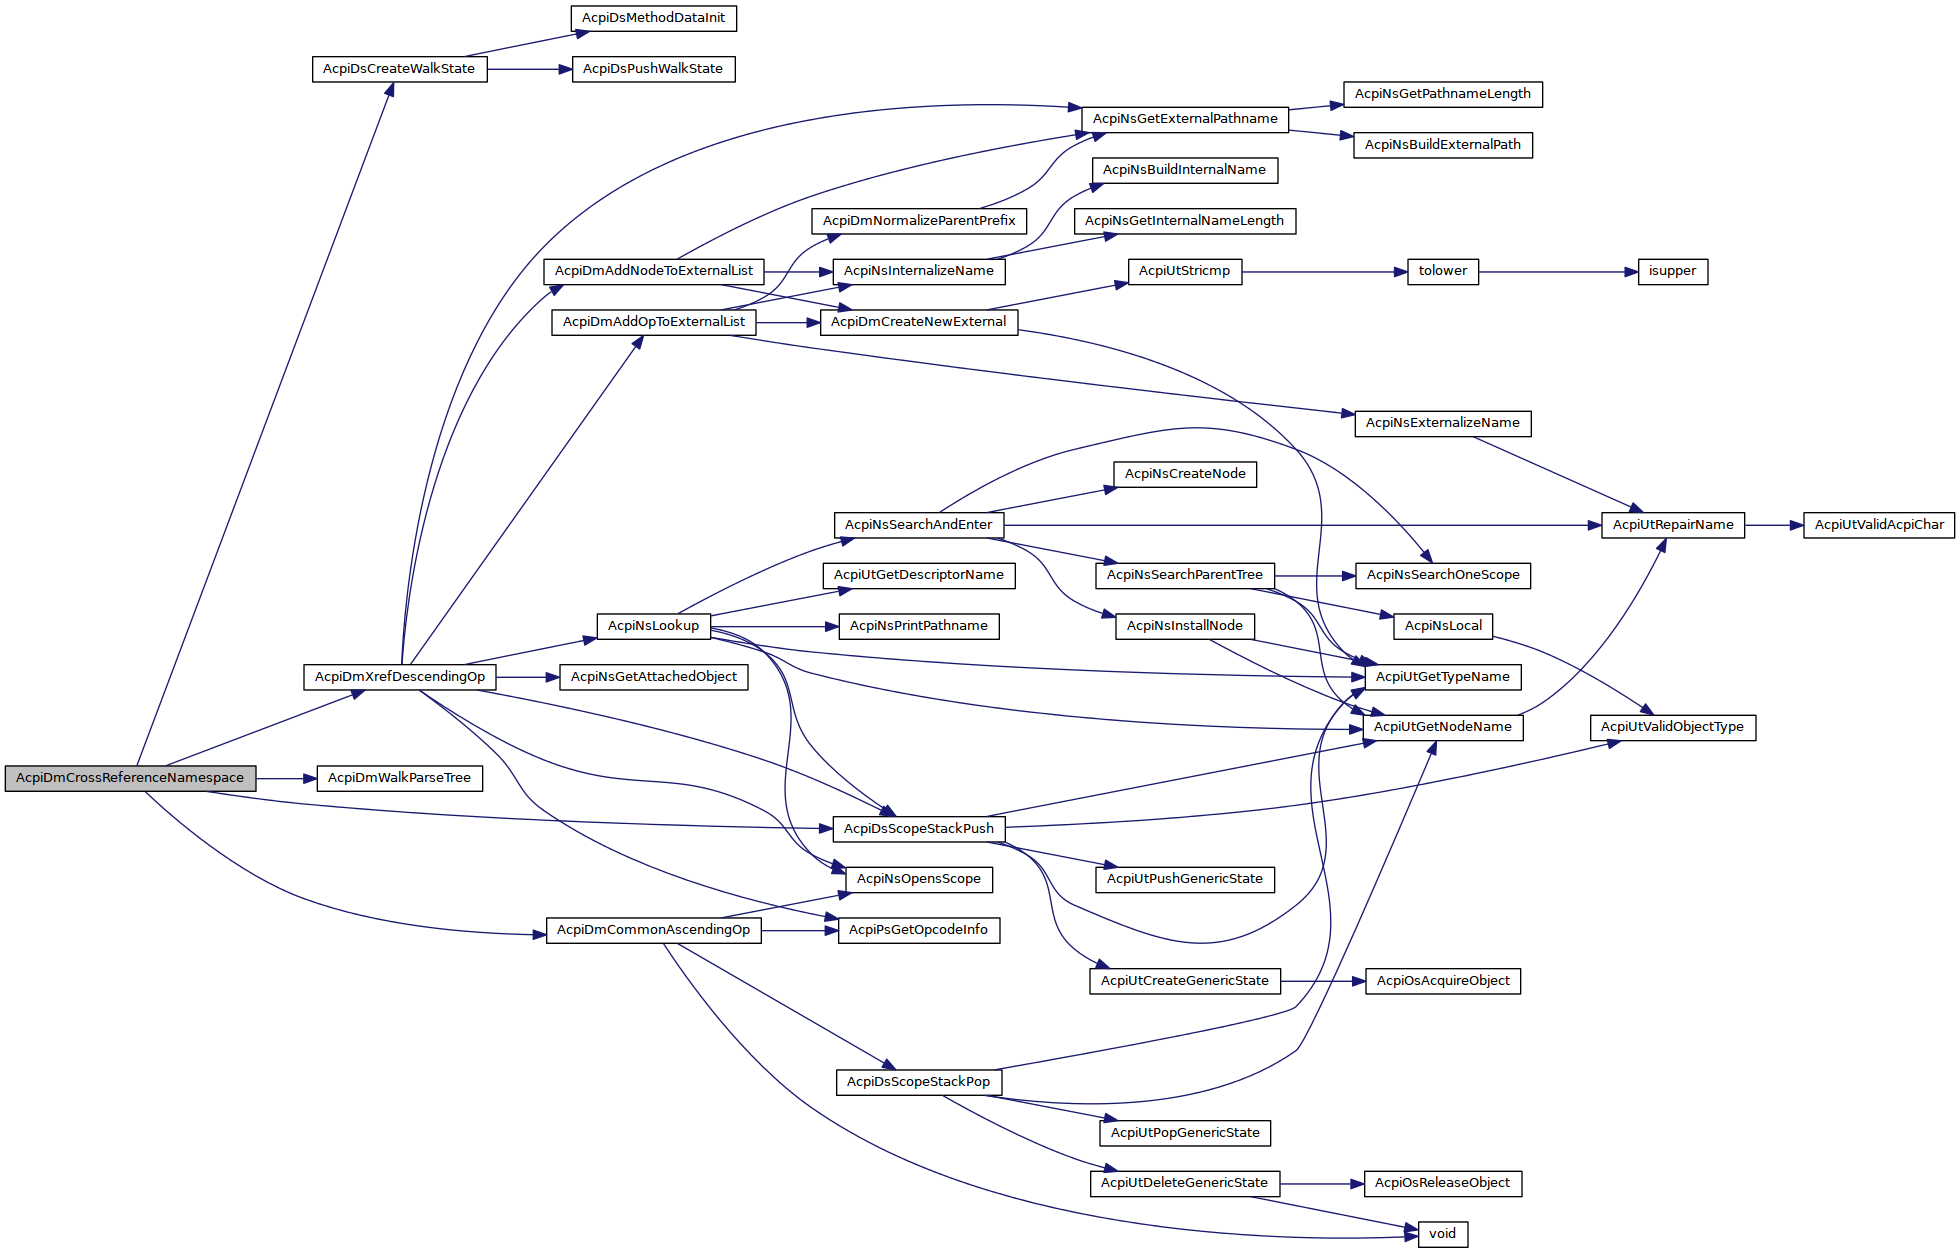 AcpiDsMethodDataInit
AcpiDsCreateWalkState
AcpiDsPushWalkState
AcpiNsGetPathnameLength
AcpiNsGetExternalPathname
AcpiNsBuildExternalPath
AcpiNsBuildInternalName
AcpiDmNormalizeParentPrefix
AcpiNsGetInternalNameLength
AcpiDmAddNodeToExternalList
AcpiNsInternalizeName
AcpiUtStricmp
tolower
isupper
AcpiDmAddOpToExternalList
AcpiDmCreateNewExternal
AcpiNsExternalizeName
AcpiNsCreateNode
AcpiNsSearchAndEnter
AcpiUtRepairName
AcpiUtValidAcpiChar
AcpiUtGetDescriptorName
AcpiNsSearchParentTree
AcpiNsSearchOneScope
AcpiNsLookup
AcpiNsPrintPathname
AcpiNsInstallNode
AcpiNsLocal
AcpiDmXrefDescendingOp
AcpiNsGetAttachedObject
AcpiUtGetTypeName
AcpiUtGetNodeName
AcpiUtValidObjectType
AcpiDmCrossReferenceNamespace
AcpiDmWalkParseTree
AcpiDsScopeStackPush
AcpiNsOpensScope
AcpiUtPushGenericState
AcpiDmCommonAscendingOp
AcpiPsGetOpcodeInfo
AcpiUtCreateGenericState
AcpiOsAcquireObject
AcpiDsScopeStackPop
AcpiUtPopGenericState
AcpiUtDeleteGenericState
AcpiOsReleaseObject
void